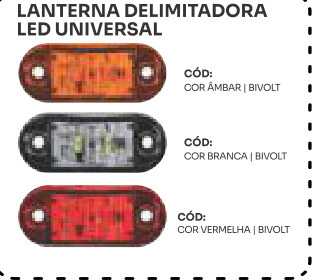 LANTERNA DELIMITADORA
LED UNIVERSAL
CÓD:
COR ÂMBAR | BIVOLT
CÓD:
COR BRANCA | BIVOLT
CÓD:
COR VERMELHA | BIVOLT